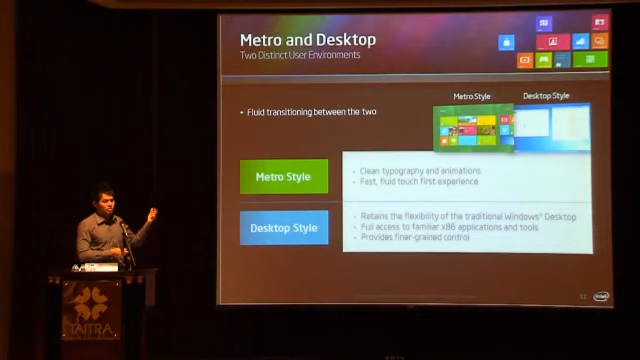 Metro and Desktop
Two Distinct User Environments
• Fluid transitioning between the two
Metro Style
Desktop Style
Metro Style
• Clean typography and animations
• Fast, fluid touch first experience
Desktop Style
• Retains the flexibility of the traditional Windows® Desktop
• Full access to familiar x86 applications and tools
• Provides finer-grained control
intel
TAITRA